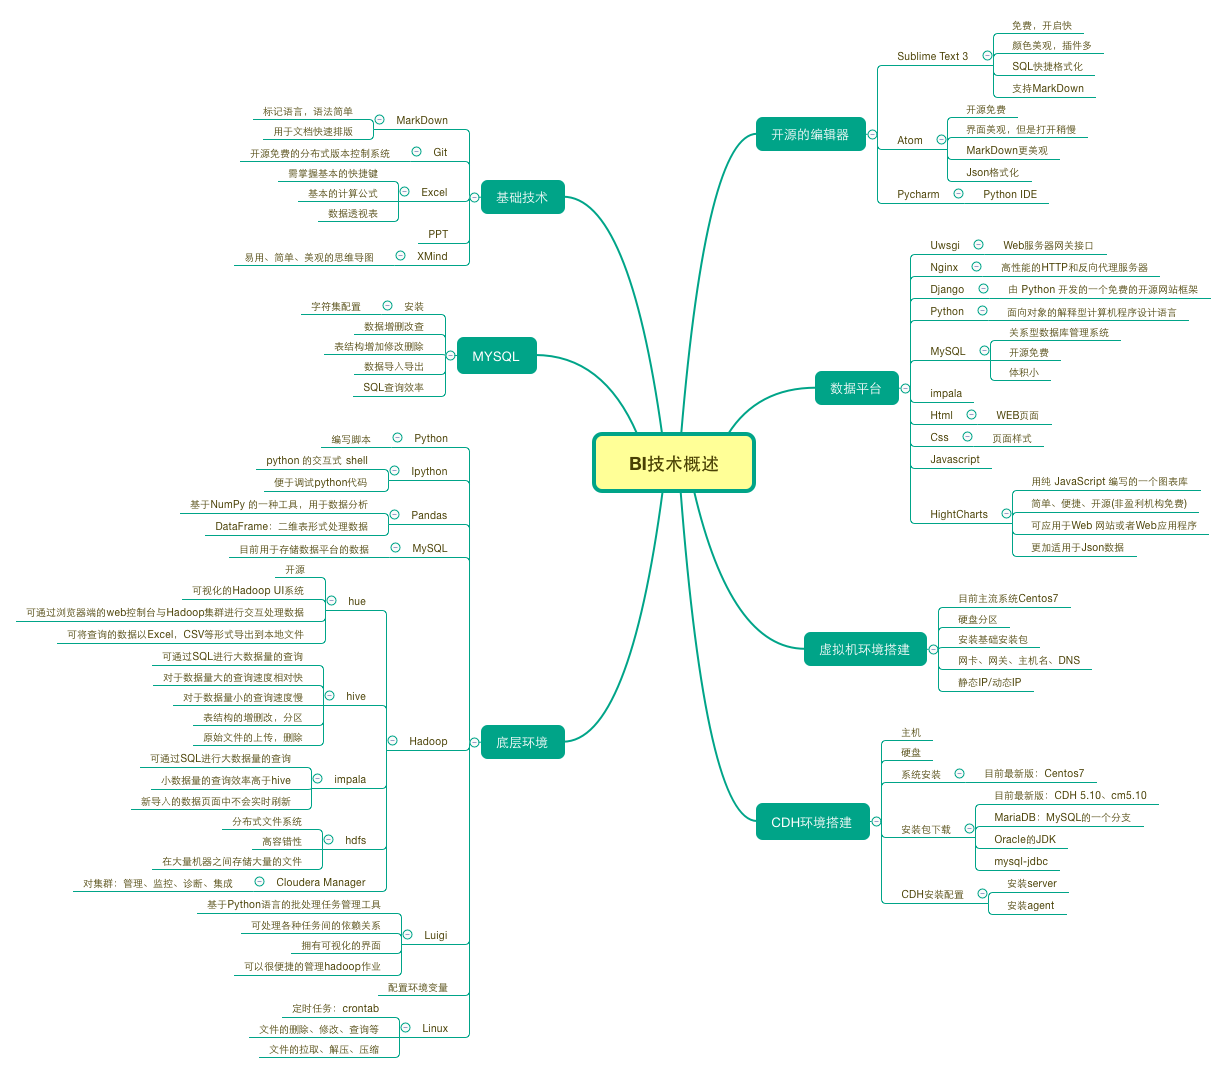 BI技术概述
开源的编辑器
Sublime Text 3
免费，开启快
颜色美观，插件多
SQL快捷格式化
支持MarkDown
Atom
开源免费
界面美观，但是打开稍慢
MarkDown更美观
Json格式化
Pycharm
Python IDE
数据平台
Uwsgi
Web服务器网关接口
Nginx
高性能的HTTP和反向代理服务器
Django
由 Python 开发的一个免费的开源网站框架
Python
面向对象的解释型计算机程序设计语言
MySQL
关系型数据库管理系统
开源免费
体积小
impala
Html
WEB页面
Css
页面样式
Javascript
HightCharts
用纯 JavaScript 编写的一个图表库
简单、便捷、开源(非盈利机构免费)
可应用于Web 网站或者Web应用程序
更加适用于Json数据
虚拟机环境搭建
目前主流系统Centos7
硬盘分区
安装基础安装包
网卡、网关、主机名、DNS
静态IP/动态IP
CDH环境搭建
主机
硬盘
系统安装
目前最新版：Centos7
安装包下载
目前最新版：CDH 5.10、cm5.10
MariaDB：MySQL的一个分支
Oracle的JDK
mysql-jdbc
CDH安装配置
安装server
安装agent
基础技术
MarkDown
标记语言，语法简单
用于文档快速排版
Git
开源免费的分布式版本控制系统
Excel
需掌握基本的快捷键
基本的计算公式
数据透视表
PPT
XMind
易用、简单、美观的思维导图
MYSQL
安装
字符集配置
数据增删改查
表结构增加修改删除
数据导入导出
SQL查询效率
底层环境
Python
编写脚本
Ipython
python 的交互式 shell
便于调试python代码
Pandas
基于NumPy 的一种工具，用于数据分析
DataFrame：二维表形式处理数据
MySQL
目前用于存储数据平台的数据
Hadoop
hue
开源
可视化的Hadoop UI系统
可通过浏览器端的web控制台与Hadoop集群进行交互处理数据
可将查询的数据以Excel，CSV等形式导出到本地文件
hive
可通过SQL进行大数据量的查询
对于数据量大的查询速度相对快
对于数据量小的查询速度慢
表结构的增删改，分区
原始文件的上传，删除
impala
可通过SQL进行大数据量的查询
小数据量的查询效率高于hive
新导入的数据页面中不会实时刷新
hdfs
分布式文件系统
高容错性
在大量机器之间存储大量的文件
Cloudera Manager
对集群：管理、监控、诊断、集成
Luigi
基于Python语言的批处理任务管理工具
可处理各种任务间的依赖关系
拥有可视化的界面
可以很便捷的管理hadoop作业
配置环境变量
Linux
定时任务：crontab
文件的删除、修改、查询等
文件的拉取、解压、压缩